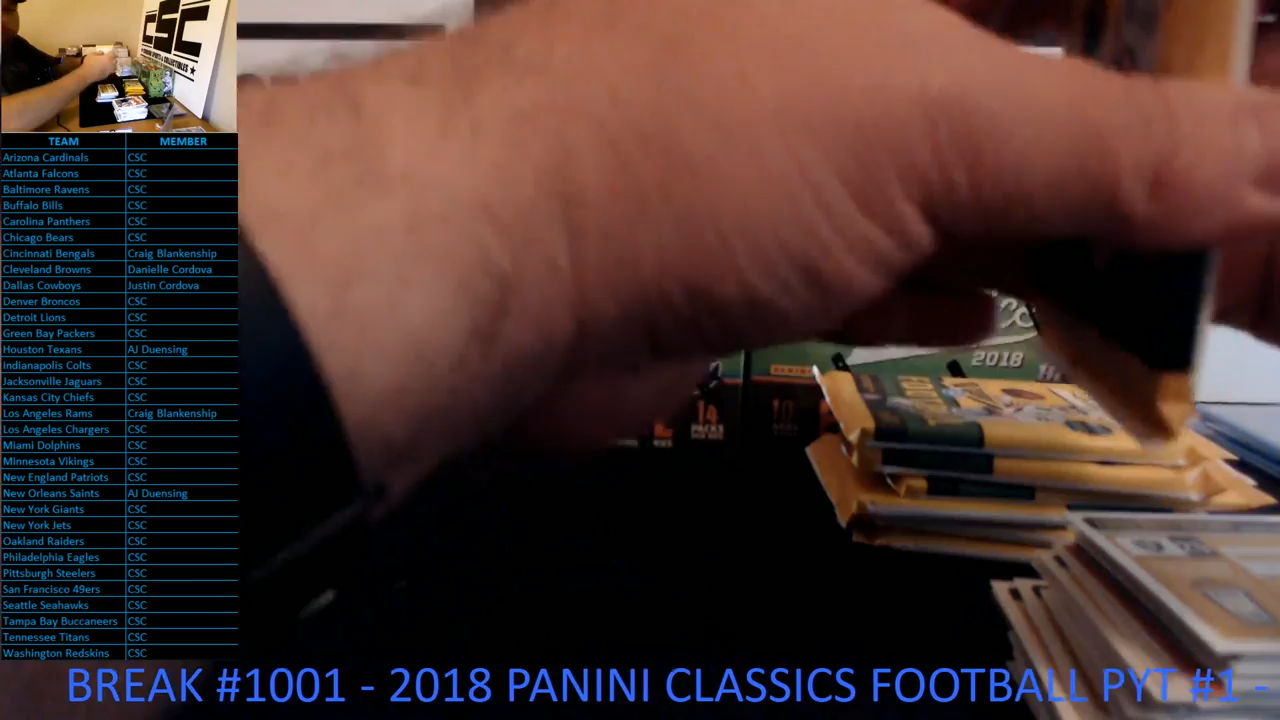 CSC
TEAM MEMBER
Arizona Cardinals CSC
Atlanta Falcons CSC
Baltimore Ravens CSC
Buffalo Bills CSC
Carolina Panthers CSC
Chicago Bears CSC
Cincinnati Bengals Craig Blankenship
Cleveland Browns Danielle Cordova
Dallas Cowboys Justin Cordova
Denver Broncos CSC
Detroit Lions CSC
Green Bay Packers CSC
Houston Texans AJ Duensing
Indianapolis Colts CSC
Jacksonville Jaguars CSC
Kansas City Chiefs CSC
Los Angeles Rams Craig Blankenship
Los Angeles Chargers CSC
Miami Dolphins CSC
Minnesota Vikings CSC
New England Patriots CSC
New Orleans Saints AJ Duensing
New York Giants CSC
New York Jets CSC
Oakland Raiders CSC
Philadelphia Eagles CSC
Pittsburgh Steelers CSC
San Francisco 49ers CSC
Seattle Seahawks CSC
Tampa Bay Buccaneers CSC
Tennessee Titans CSC
Washington Redskins CSC
2018
PANINI
14
PACKS
10
BREAK #1001 - 2018 PANINI CLASSICS FOOTBALL PYT #1 -